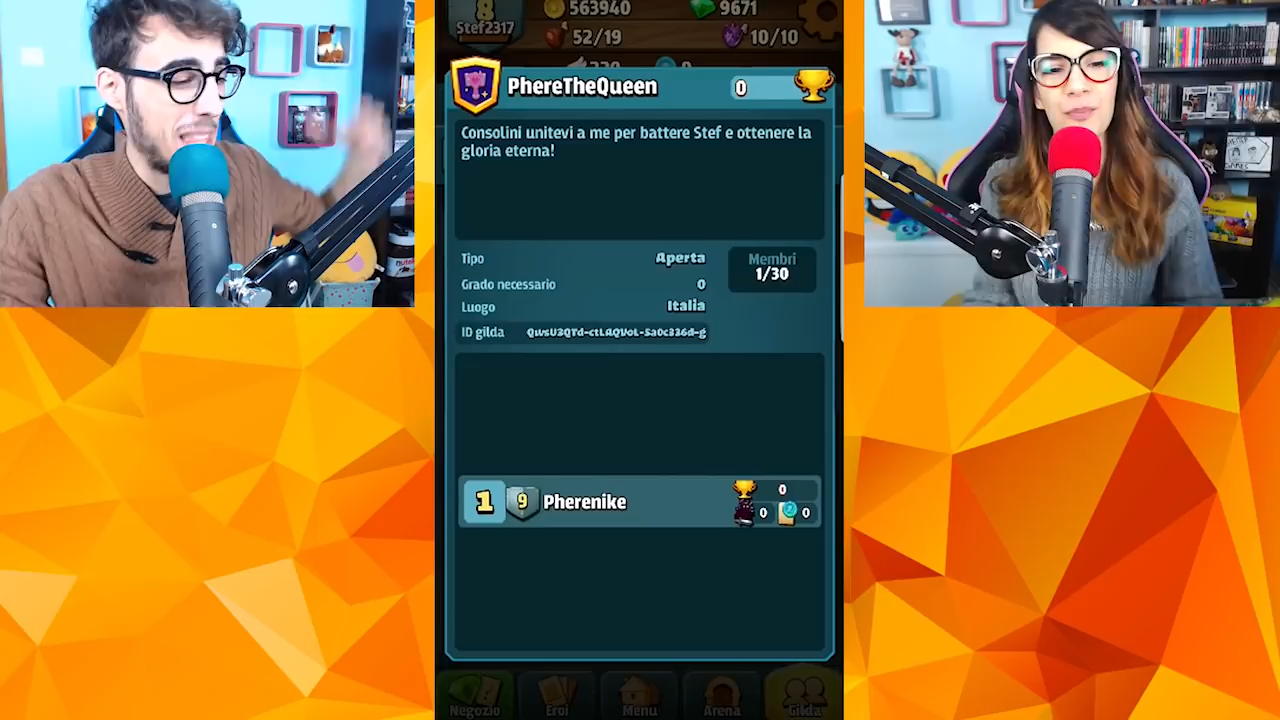 8
Stef2317
563940
9671
52/19
10/10
PhereTheQueen
0
Consolini unitevi a me per battere Stef e ottenere la
gloria eterna!
Tipo
Aperta
Membri
1/30
Grado necessario
0
Luogo
Italia
ID gilda
1
9
Pherenike
0
0
0
Negozio
Eroi
Menu
Arena
Gilda